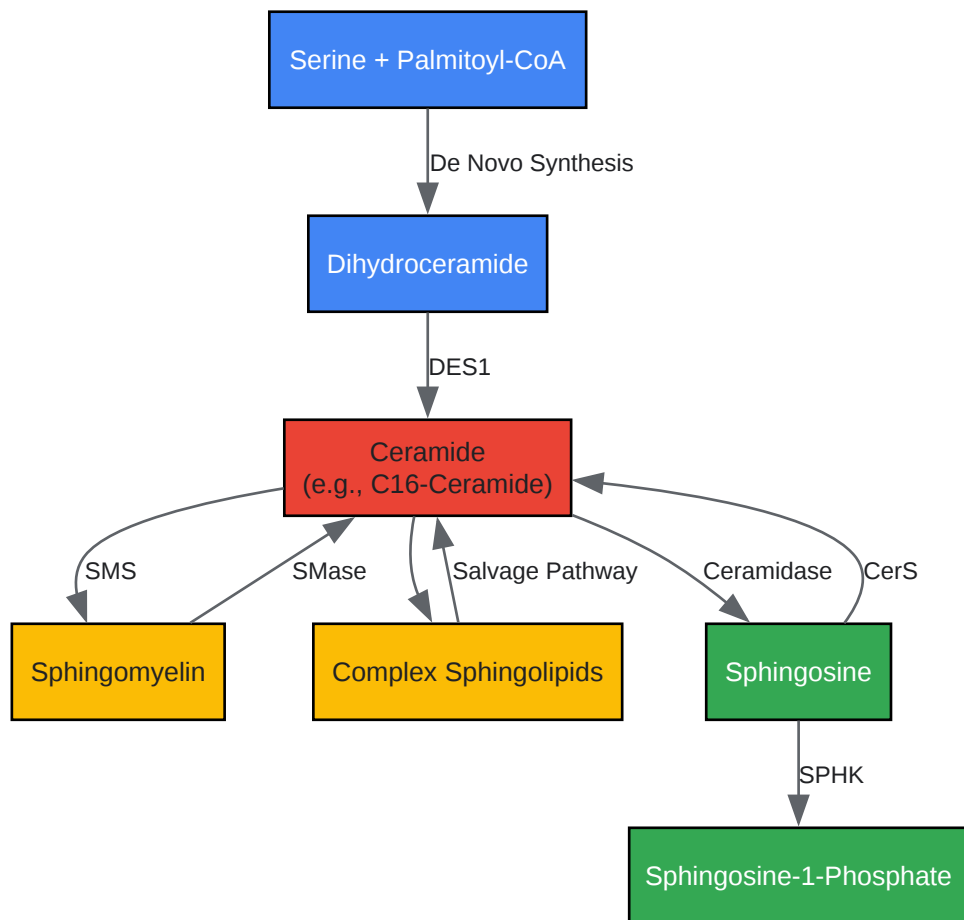 Serine + Palmitoyl-CoA
De Novo Synthesis
Dihydroceramide
DES1
Ceramide
(e.g., C16-Ceramide)
SMS
SMase
Salvage Pathway
Ceramidase
CerS
Sphingomyelin
Complex Sphingolipids
Sphingosine
SPHK
Sphingosine-1-Phosphate